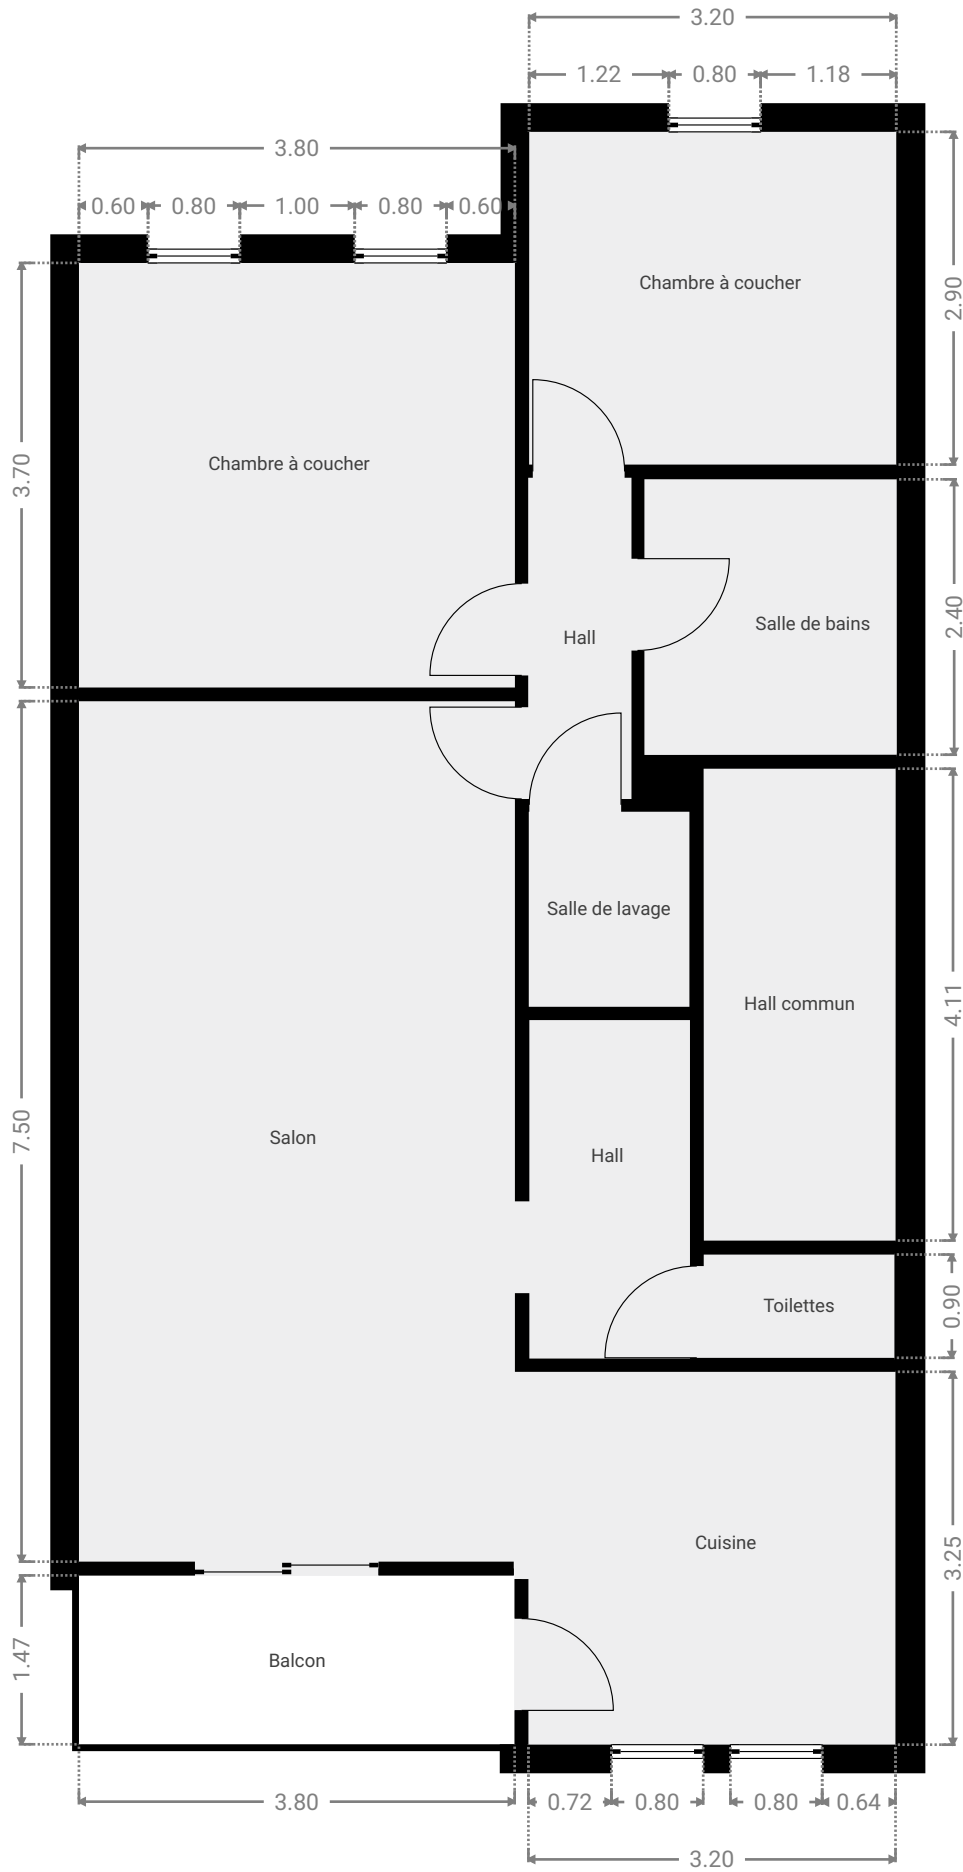 3.20
1.22 0.80 1.18
3.80
0.60 0.80 1.00 0.80 0.60
Chambre à coucher
2.90
Chambre à coucher
3.70
Hall
Salle de bains
2.40
Salle de lavage
Hall commun
4.11
Salon
7.50
Hall
Toilettes
0.90
Cuisine
3.25
Balcon
1.47
3.80
0.72 0.80 0.80 0.64
3.20